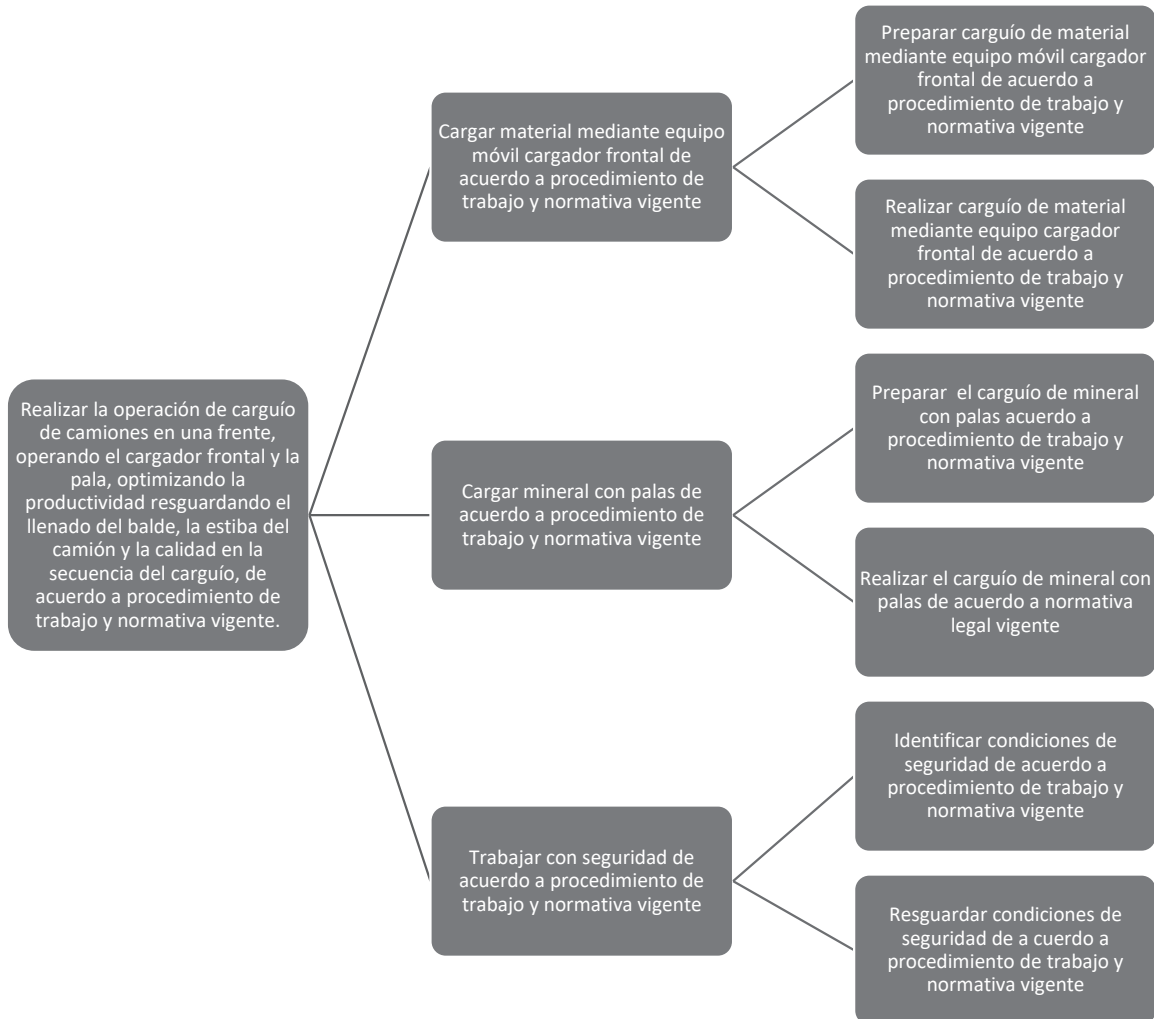 Realizar la operación de carguío
de camiones en una frente,
operando el cargador frontal y la
pala, optimizando la
productividad resguardando el
llenado del balde, la estiba del
camión y la calidad en la
secuencia del carguío, de
acuerdo a procedimiento de
trabajo y normativa vigente.
Cargar material mediante equipo
móvil cargador frontal de
acuerdo a procedimiento de
trabajo y normativa vigente
Preparar carguío de material
mediante equipo móvil cargador
frontal de acuerdo a
procedimiento de trabajo y
normativa vigente
Realizar carguío de material
mediante equipo cargador
frontal de acuerdo a
procedimiento de trabajo y
normativa vigente
Cargar mineral con palas de
acuerdo a procedimiento de
trabajo y normativa vigente
Preparar el carguío de mineral
con palas acuerdo a
procedimiento de trabajo y
normativa vigente
Realizar el carguío de mineral con
palas de acuerdo a normativa
legal vigente
Trabajar con seguridad de
acuerdo a procedimiento de
trabajo y normativa vigente
Identificar condiciones de
seguridad de acuerdo a
procedimiento de trabajo y
normativa vigente
Resguardar condiciones de
seguridad de a cuerdo a
procedimiento de trabajo y
normativa vigente